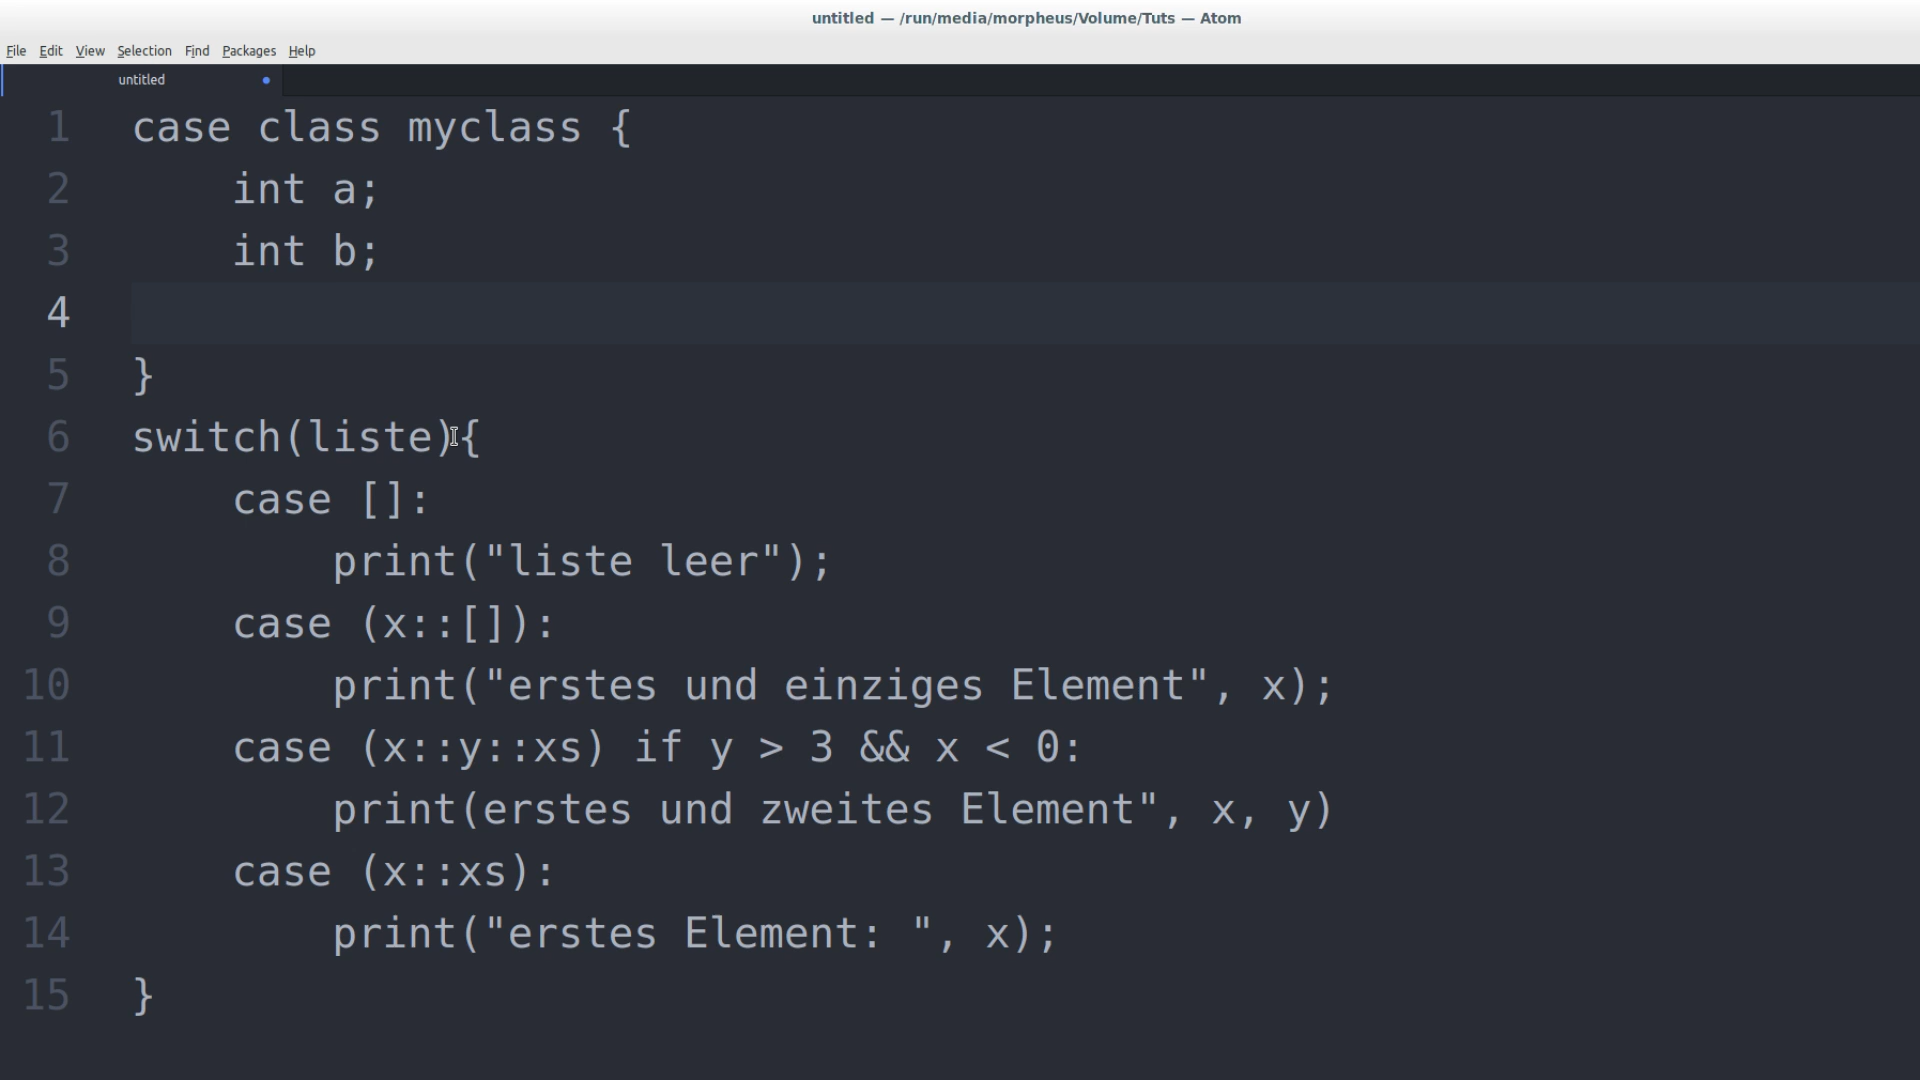 untitled — /run/media/morpheus/Volume/Tuts — Atom
File Edit View Selection Find Packages Help
untitled
1 case class myclass {
2     int a;
3     int b;
4
5 }
6 switch(liste){
7     case []:
8         print("liste leer");
9     case (x::[]):
10         print("erstes und einziges Element", x);
11     case (x::y::xs) if y > 3 && x < 0:
12         print(erstes und zweites Element", x, y)
13     case (x::xs):
14         print("erstes Element: ", x);
15 }